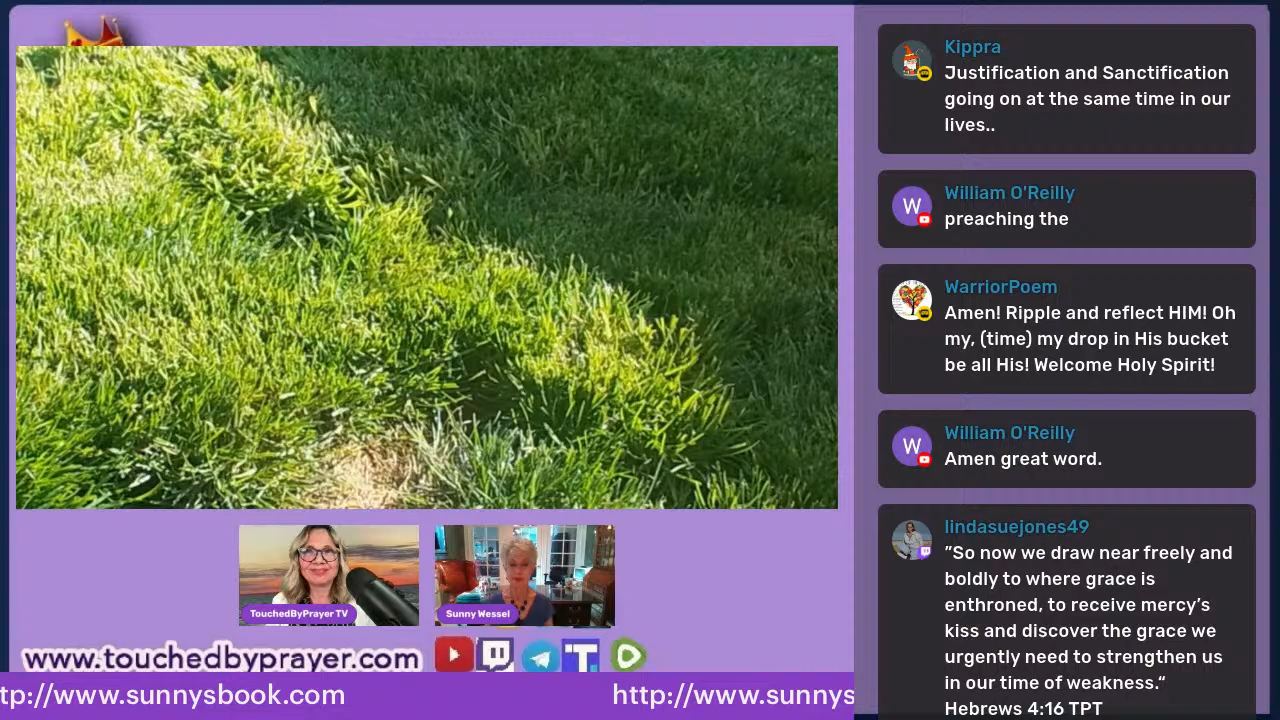 Kippra
Justification and Sanctification
going on at the same time in our
lives..
W
William O'Reilly
preaching the
WarriorPoem
Amen! Ripple and reflect HIM! Oh
my, (time) my drop in His bucket
be all His! Welcome Holy Spirit!
W
William O'Reilly
Amen great word.
lindasuejones49
"So now we draw near freely and
boldly to where grace is
enthroned, to receive mercy's
kiss and discover the grace we
urgently need to strengthen us
in our time of weakness."
Hebrews 4:16 TPT
TouchedByPrayer TV
Sunny Wessel
www.touchedbyprayer.com
T
tp://www.sunnysbook.com
http://www.sunnys